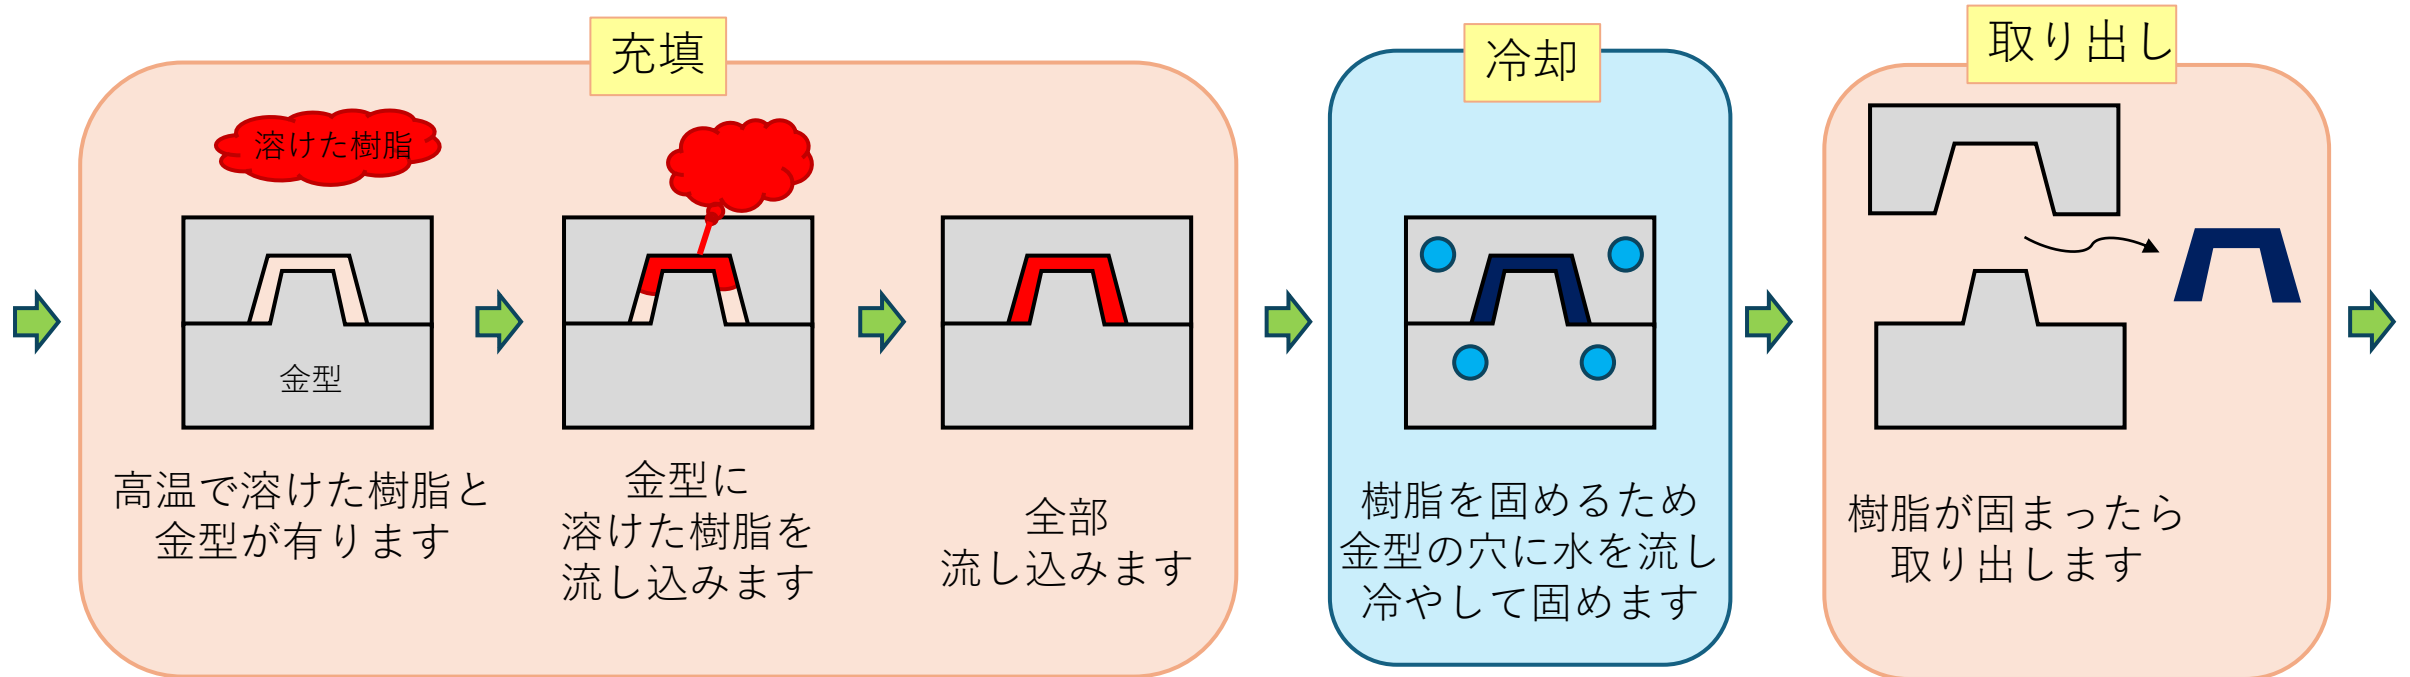 充填
溶けた樹脂
金型
高温で溶けた樹脂と
金型が有ります
金型に
溶けた樹脂を
流し込みます
全部
流し込みます
冷却
樹脂を固めるため
金型の穴に水を流し
冷やして固めます
取り出し
樹脂が固まったら
取り出します